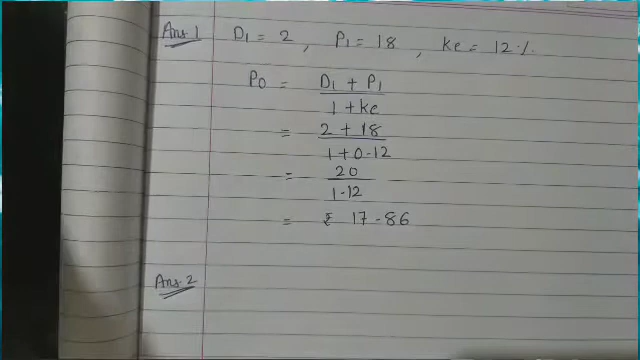 Ans 1 D1 = 2 , P1 = 18 , ke = 12 %.
P0 = D1 + P1
1 + ke
= 2 + 18
1 + 0.12
= 20
1.12
= ₹ 17.86
Ans 2